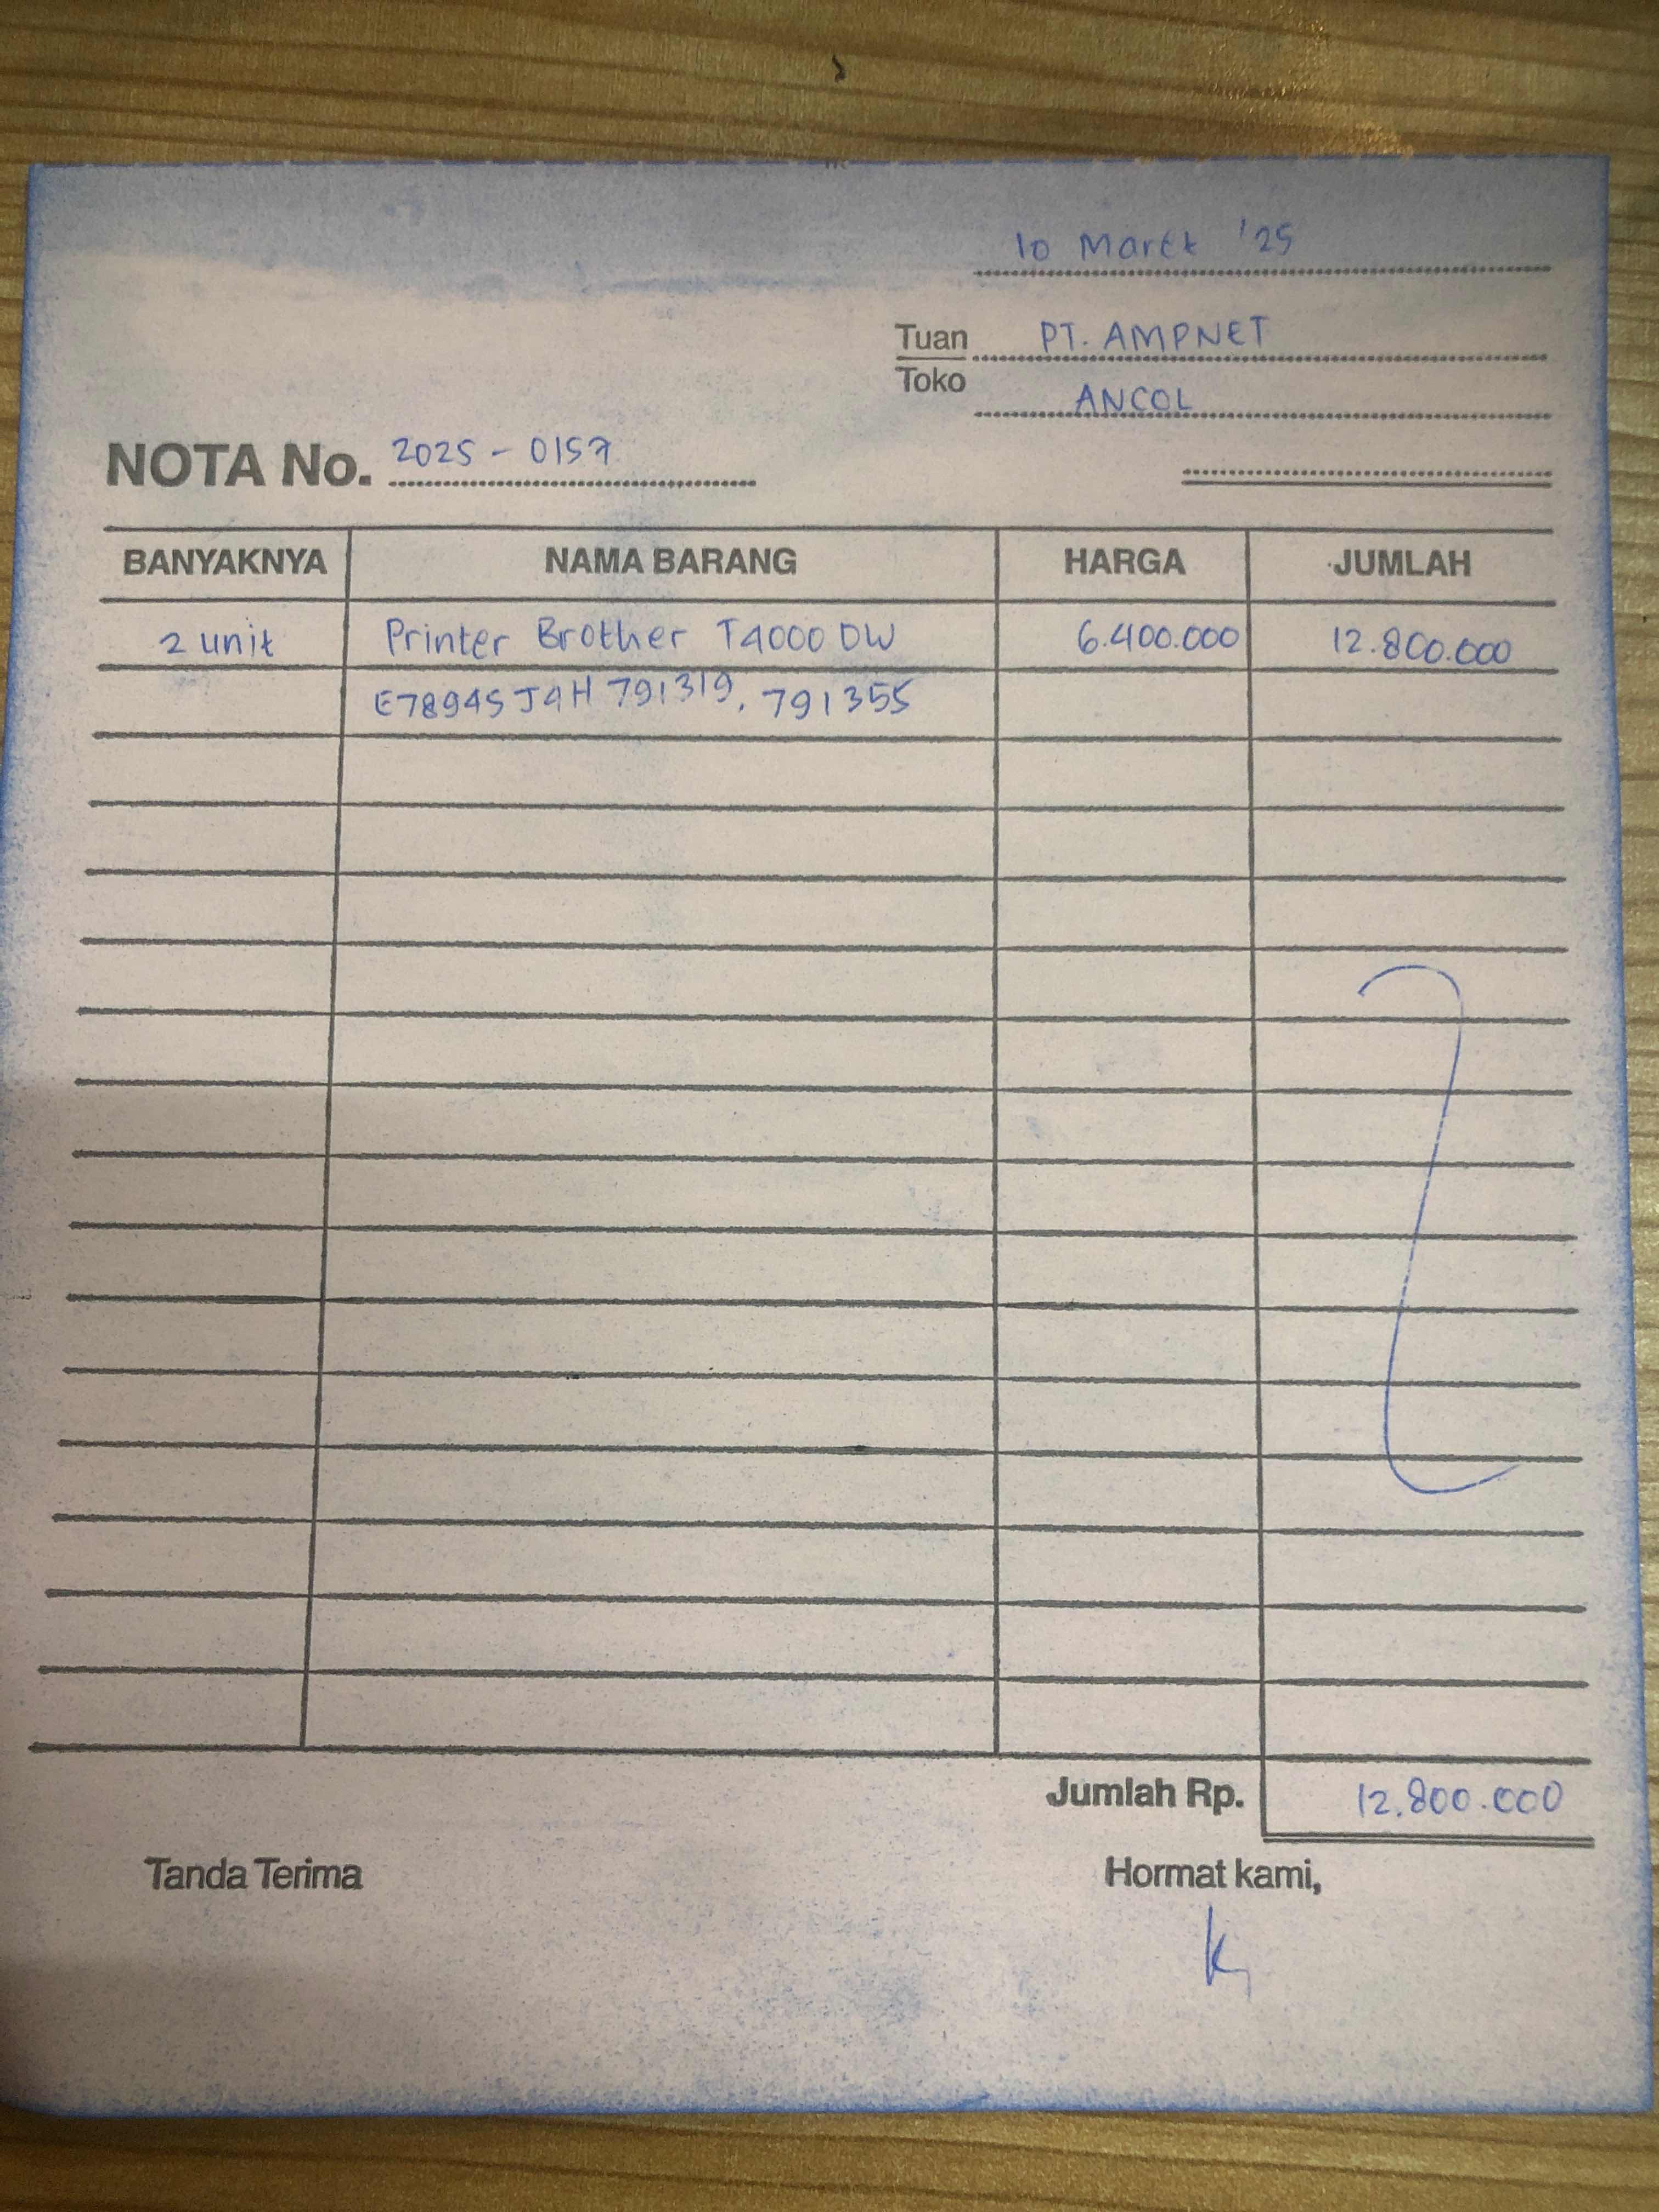 10 Maret '25
Tuan PT. AMPNET
Toko ANCOL
NOTA No. 2025 - 0157
BANYAKNYA NAMA BARANG HARGA JUMLAH
2 unit Printer Brother T4000 DW 6.400.000 12.800.000
E78945 J4H 791319, 791355
Jumlah Rp. 12.800.000
Tanda Terima Hormat kami,